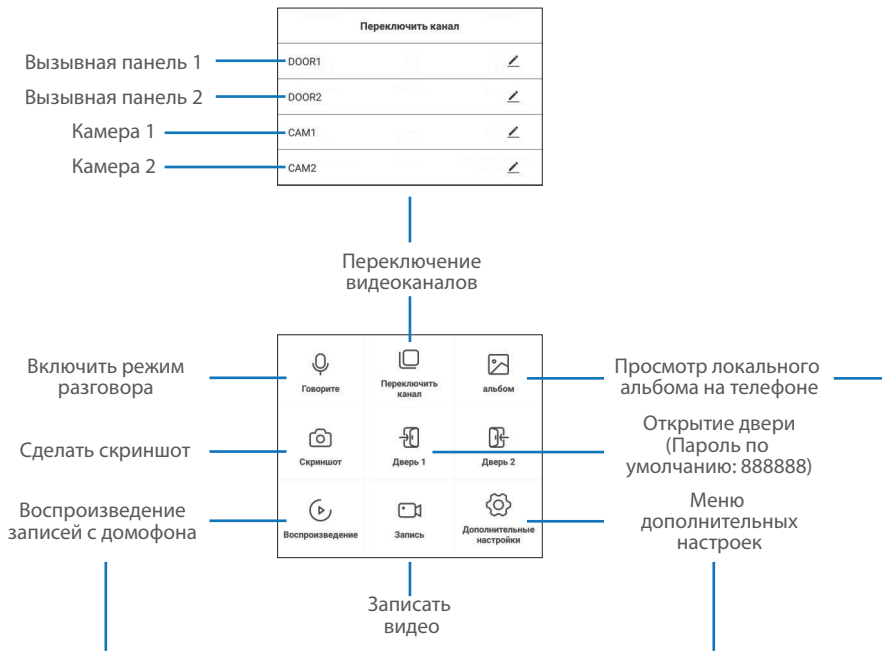 Переключить канал
Вызывная панель 1
DOOR1
Вызывная панель 2
DOOR2
Камера 1
CAM1
Камера 2
CAM2
Переключение
видеоканалов
Включить режим
разговора
Говорите
Переключить
канал
альбом
Просмотр локального
альбома на телефоне
Сделать скриншот
Скриншот
Дверь 1
Дверь 2
Открытие двери
(Пароль по
умолчанию: 888888)
Воспроизведение
записей с домофона
Воспроизведение
Запись
Дополнительные
настройки
Меню
дополнительных
настроек
Записать
видео